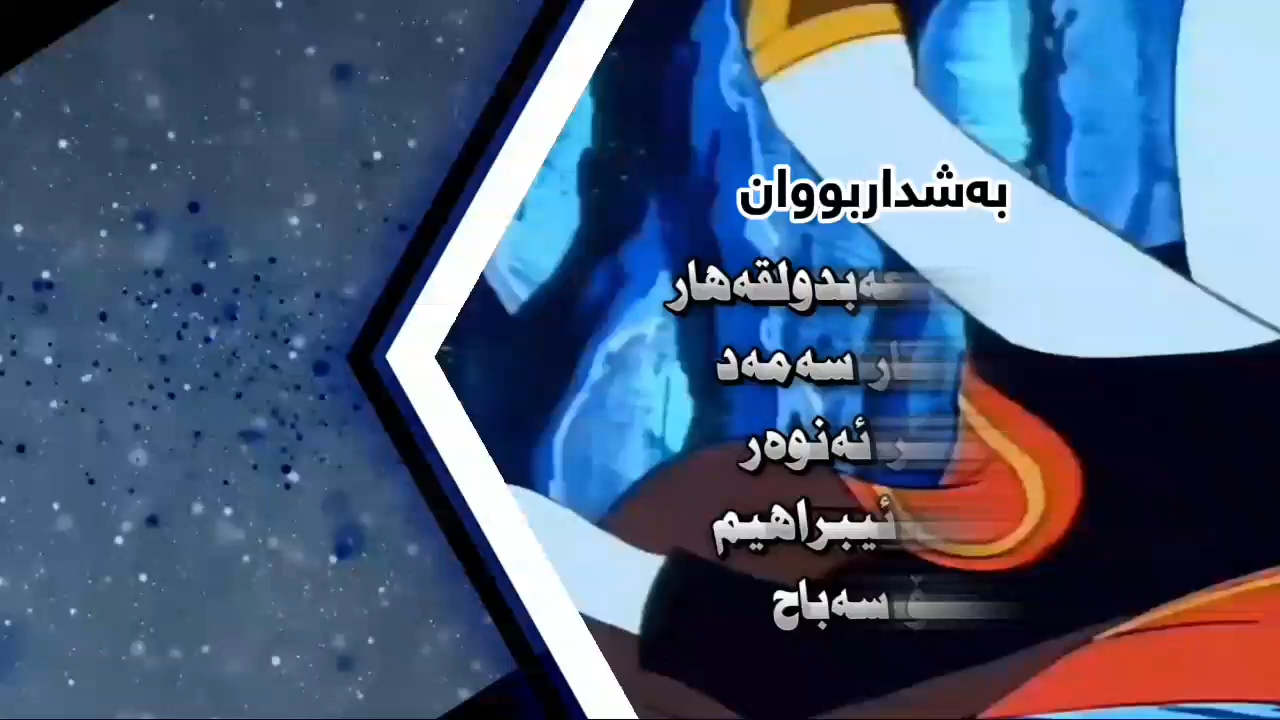 بەشداربووان
عەبدولقەهار
سەمەد
ئەنوەر
ئیبراهیم
سەباح